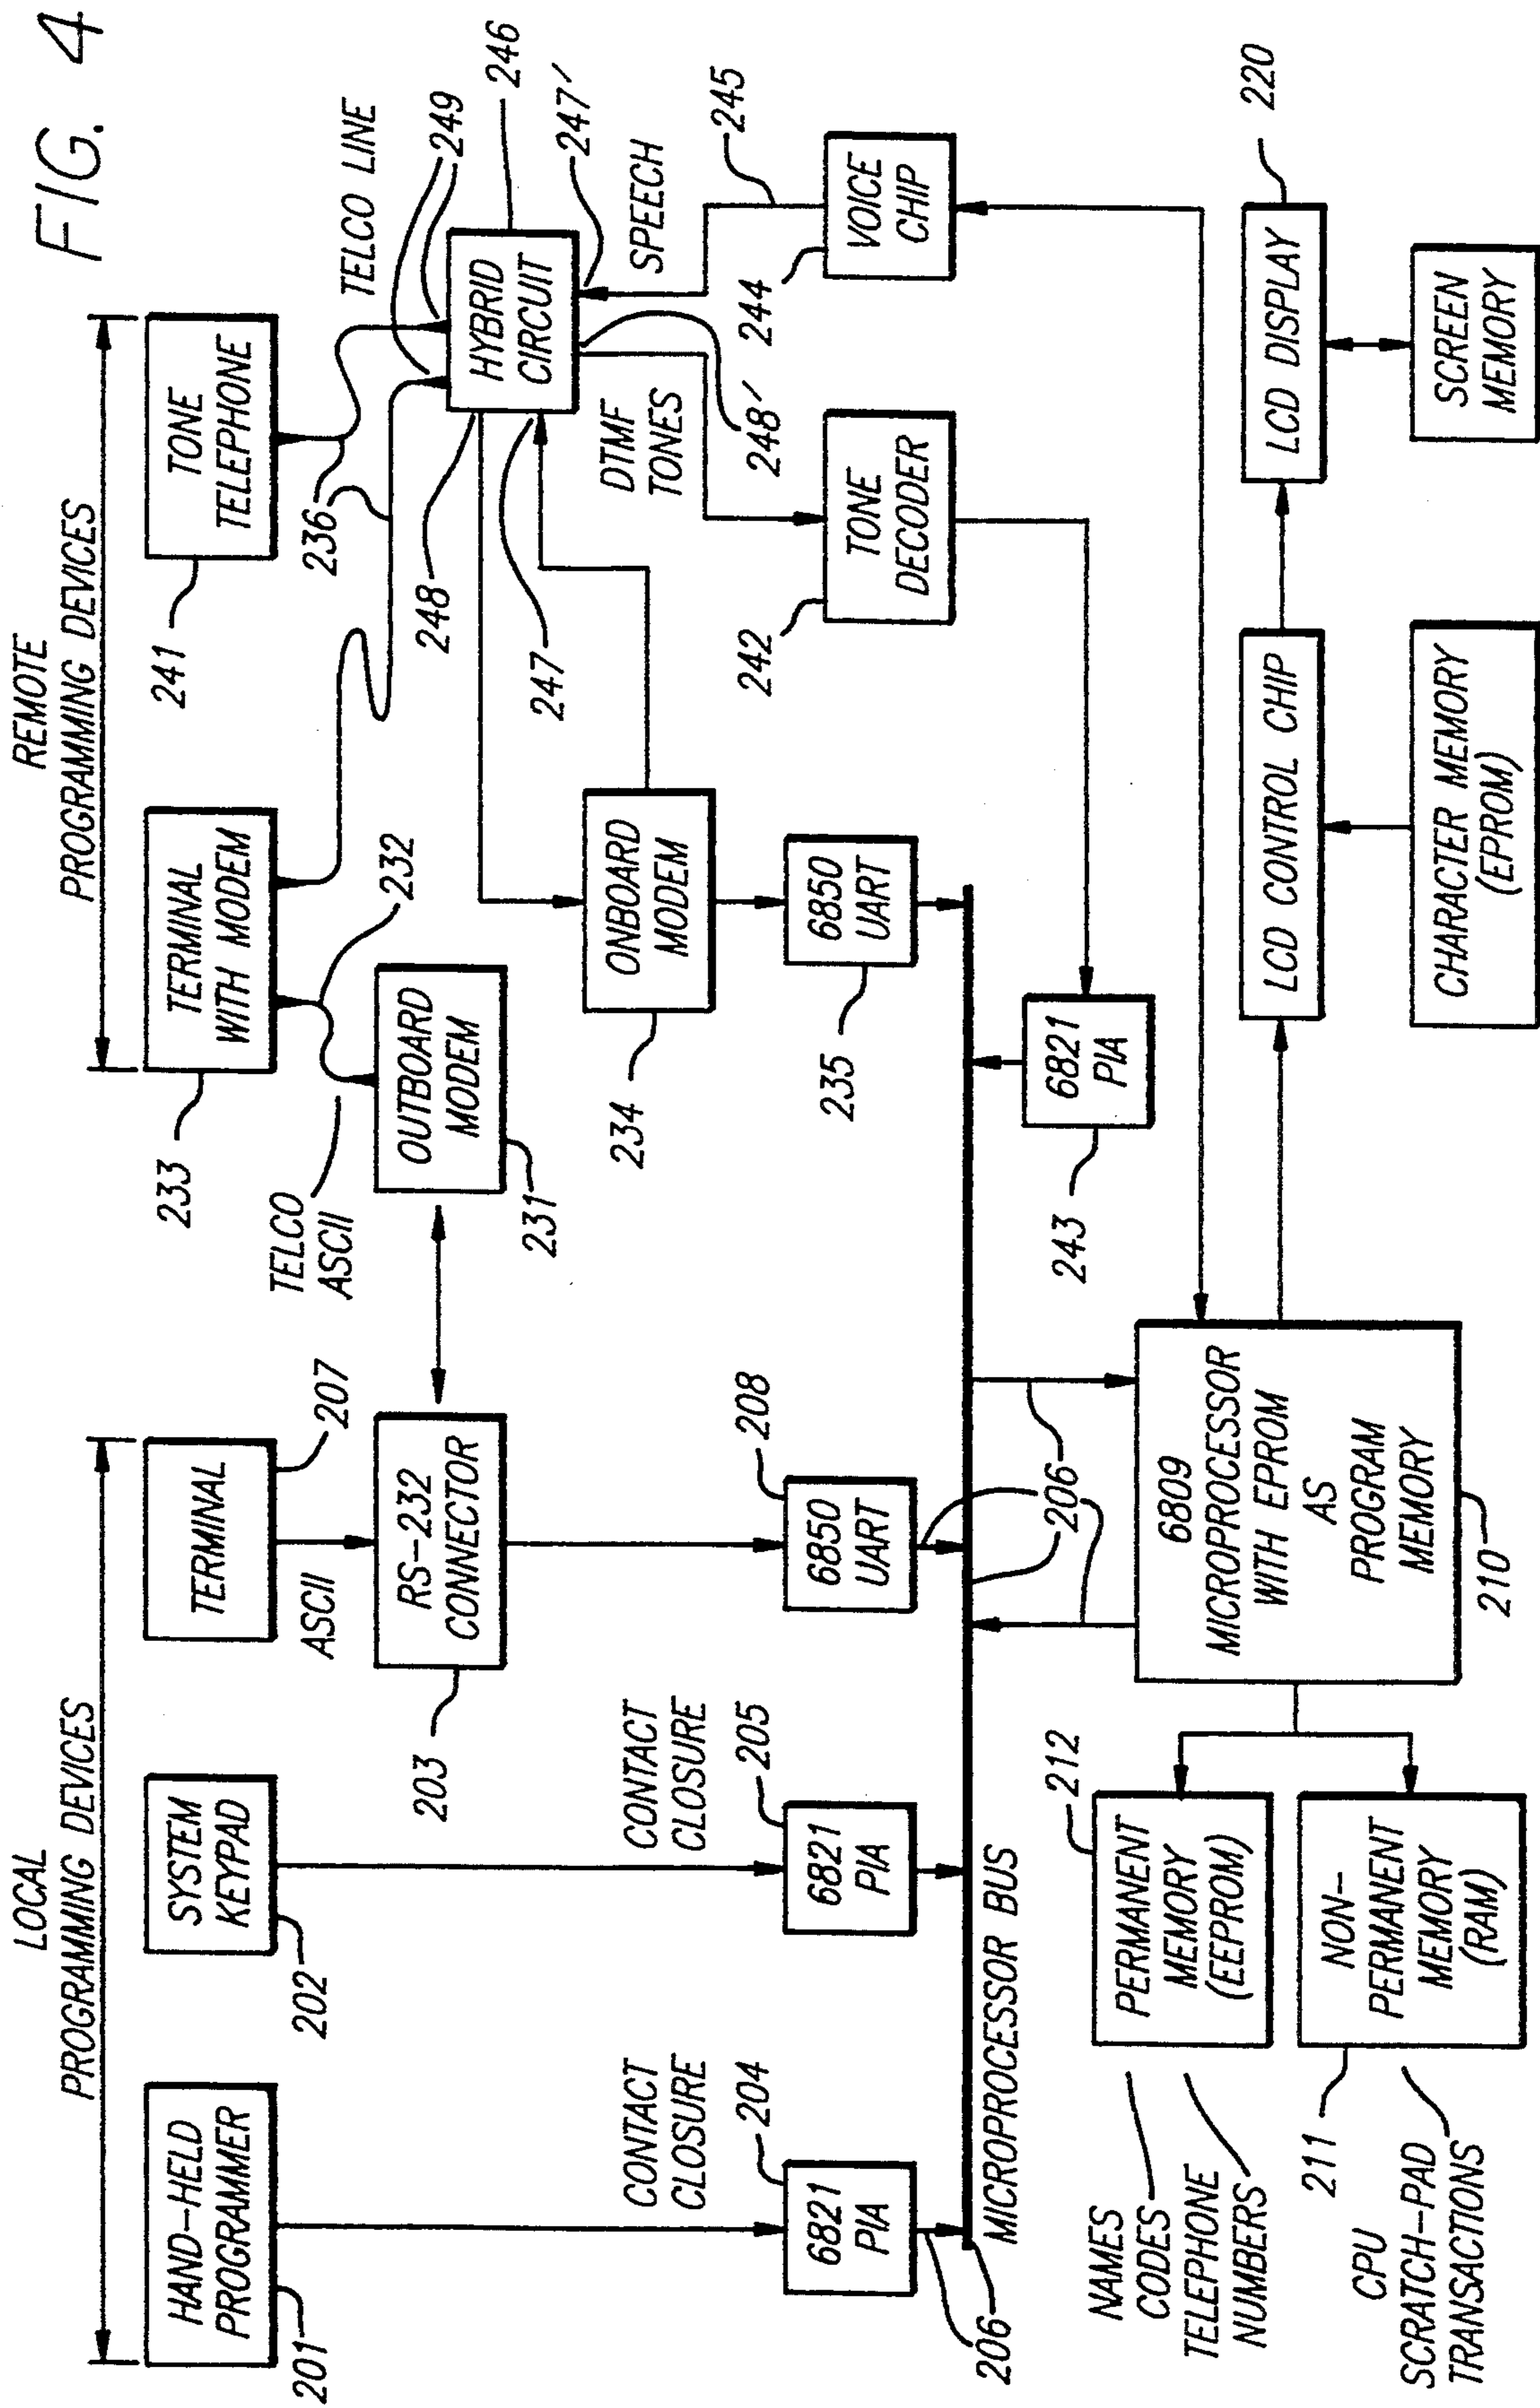 FIG. 4
LOCAL
PROGRAMMING DEVICES
REMOTE
PROGRAMMING DEVICES
HAND-HELD
PROGRAMMER
201
SYSTEM
KEYPAD
202
TERMINAL
207
ASCII
TERMINAL
WITH MODEM
233
232
TELCO
ASCII
TONE
TELEPHONE
241
236
TELCO LINE
249
RS-232
CONNECTOR
203
OUTBOARD
MODEM
231
HYBRID
CIRCUIT
246
248
247
247'
248'
SPEECH
DTMF
TONES
ONBOARD
MODEM
234
CONTACT
CLOSURE
204
CONTACT
CLOSURE
205
6821
PIA
6821
PIA
6850
UART
208
6850
UART
235
TONE
DECODER
242
VOICE
CHIP
244
245
206
206
MICROPROCESSOR BUS
206
6821
PIA
243
NAMES
CODES
TELEPHONE
NUMBERS
PERMANENT
MEMORY
(EEPROM)
212
6809
MICROPROCESSOR
WITH EPROM
AS
PROGRAM
MEMORY
210
LCD CONTROL CHIP
LCD DISPLAY
220
211
CPU
SCRATCH-PAD
TRANSACTIONS
NON-
PERMANENT
MEMORY
(RAM)
CHARACTER MEMORY
(EPROM)
SCREEN
MEMORY